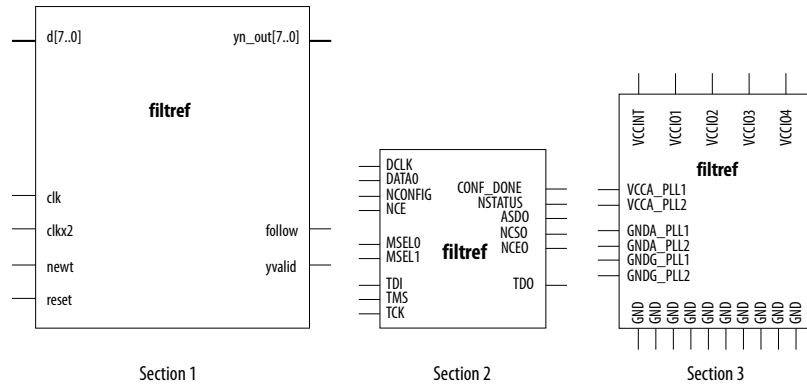 d[7..0] yn_out[7..0]
filtref
clk
clkx2 follow
newt yvalid
reset
Section 1
DCLK
DATA0
NCONFIG
NCE
MSEL0
MSEL1
TDI
TMS
TCK
CONF_DONE
NSTATUS
ASDO
NCSO
NCEO
filtref
TDO
Section 2
VCCINT
VCCIO1
VCCIO2
VCCIO3
VCCIO4
filtref
VCCA_PLL1
VCCA_PLL2
GNDA_PLL1
GNDA_PLL2
GNDG_PLL1
GNDG_PLL2
GND
GND
GND
GND
GND
GND
GND
GND
GND
GND
Section 3